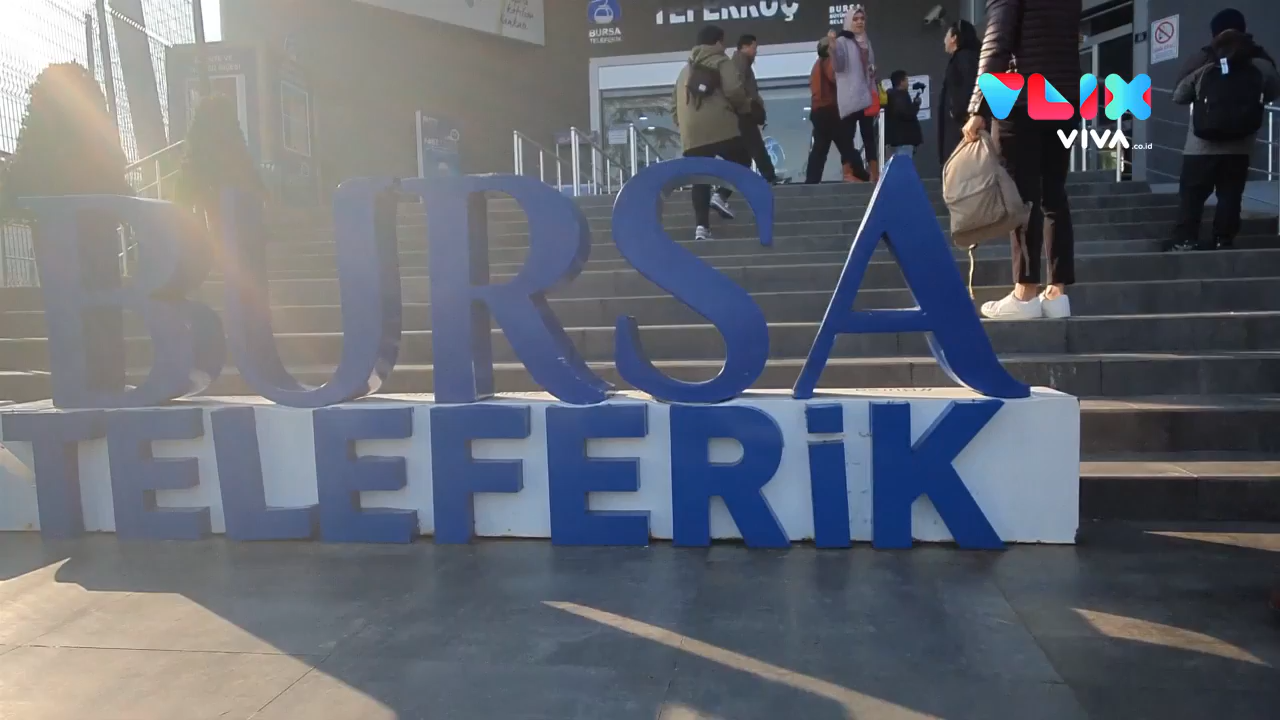 TEFERRÜÇ
BURSA
TELEFERİK
VLIX
VIVA.co.id
BURSA
TELEFERİK